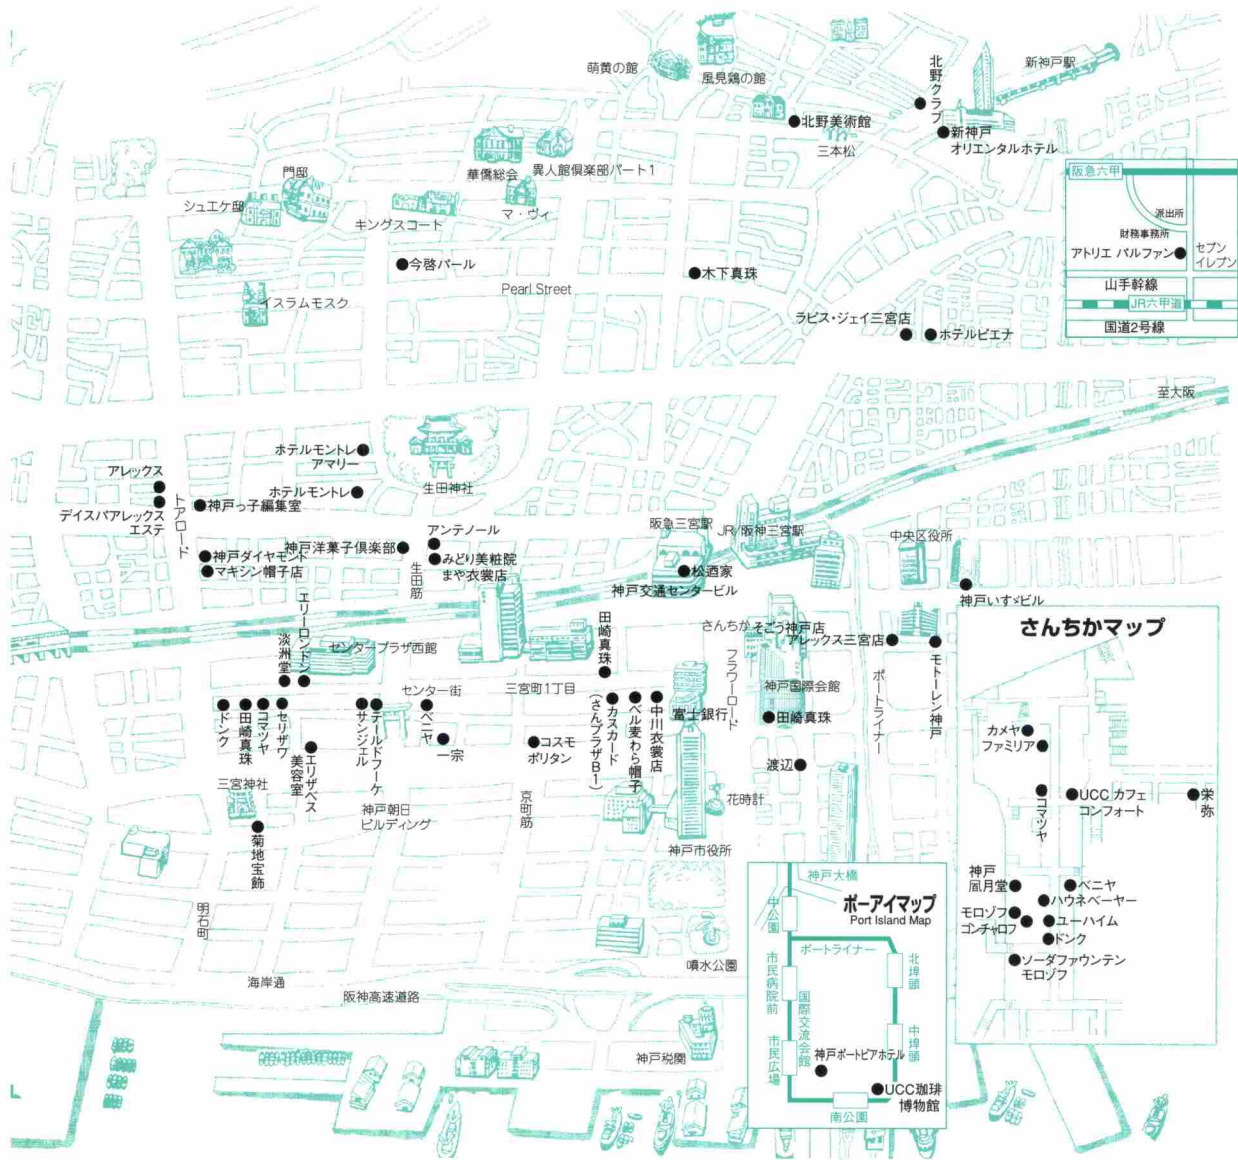 萌黄の館
風見鶏の館
北野クラブ
新神戸駅
北野美術館
三本松
新神戸
オリエンタルホテル
華僑総会
異人館倶楽部パート1
門邸
シュエケ邸
キングスコート
マ・ヴィ
今啓パール
木下真珠
イスラムモスク
Pearl Street
ラピス・ジェイ三宮店
ホテルピエナ
阪急六甲
派出所
財務事務所
アトリエ パルファン
セブン
イレブン
山手幹線
JR六甲道
国道2号線
至大阪
ホテルモントレ
アマリー
ホテルモントレ
生田神社
アレックス
デイスパアレックス
エステ
トアロード
神戸っ子編集室
神戸ダイヤモンド
マキシン帽子店
神戸洋菓子倶楽部
アンテノール
みどり美粧院
まや衣裳店
生田筋
阪急三宮駅
JR/阪神三宮駅
松迺家
神戸交通センタービル
中央区役所
神戸いすゞビル
さんちか
そごう神戸店
アレックス三宮店
モトーレン神戸
フラワーロード
ポートライナー
神戸国際会館
田崎真珠
渡辺
エリーロンドン
淡洲堂
センタープラザ西館
センター街
三宮町1丁目
田崎真珠
カスカード
(さんプラザB1)
ベル麦わら帽子
中川衣裳店
富士銀行
ドンク
田崎真珠
コマツヤ
セリザワ
エリザベス
美容室
サンジェル
テールドフーケ
ベニヤ
一宗
コスモ
ポリタン
三宮神社
菊地宝飾
神戸朝日
ビルディング
京町筋
花時計
神戸市役所
明石町
海岸通
阪神高速道路
噴水公園
神戸税関
さんちかマップ
カメヤ
ファミリア
コマツヤ
UCC カフェ
コンフォート
栄弥
神戸
風月堂
ベニヤ
ハウネベーヤー
モロゾフ
ゴンチャロフ
ユーハイム
ドンク
ソーダファウンテン
モロゾフ
神戸大橋
ポーアイマップ
Port Island Map
中公園
ポートライナー
市民病院前
国際交流会館
北埠頭
市民広場
中埠頭
神戸ポートピアホテル
UCC珈琲
博物館
南公園